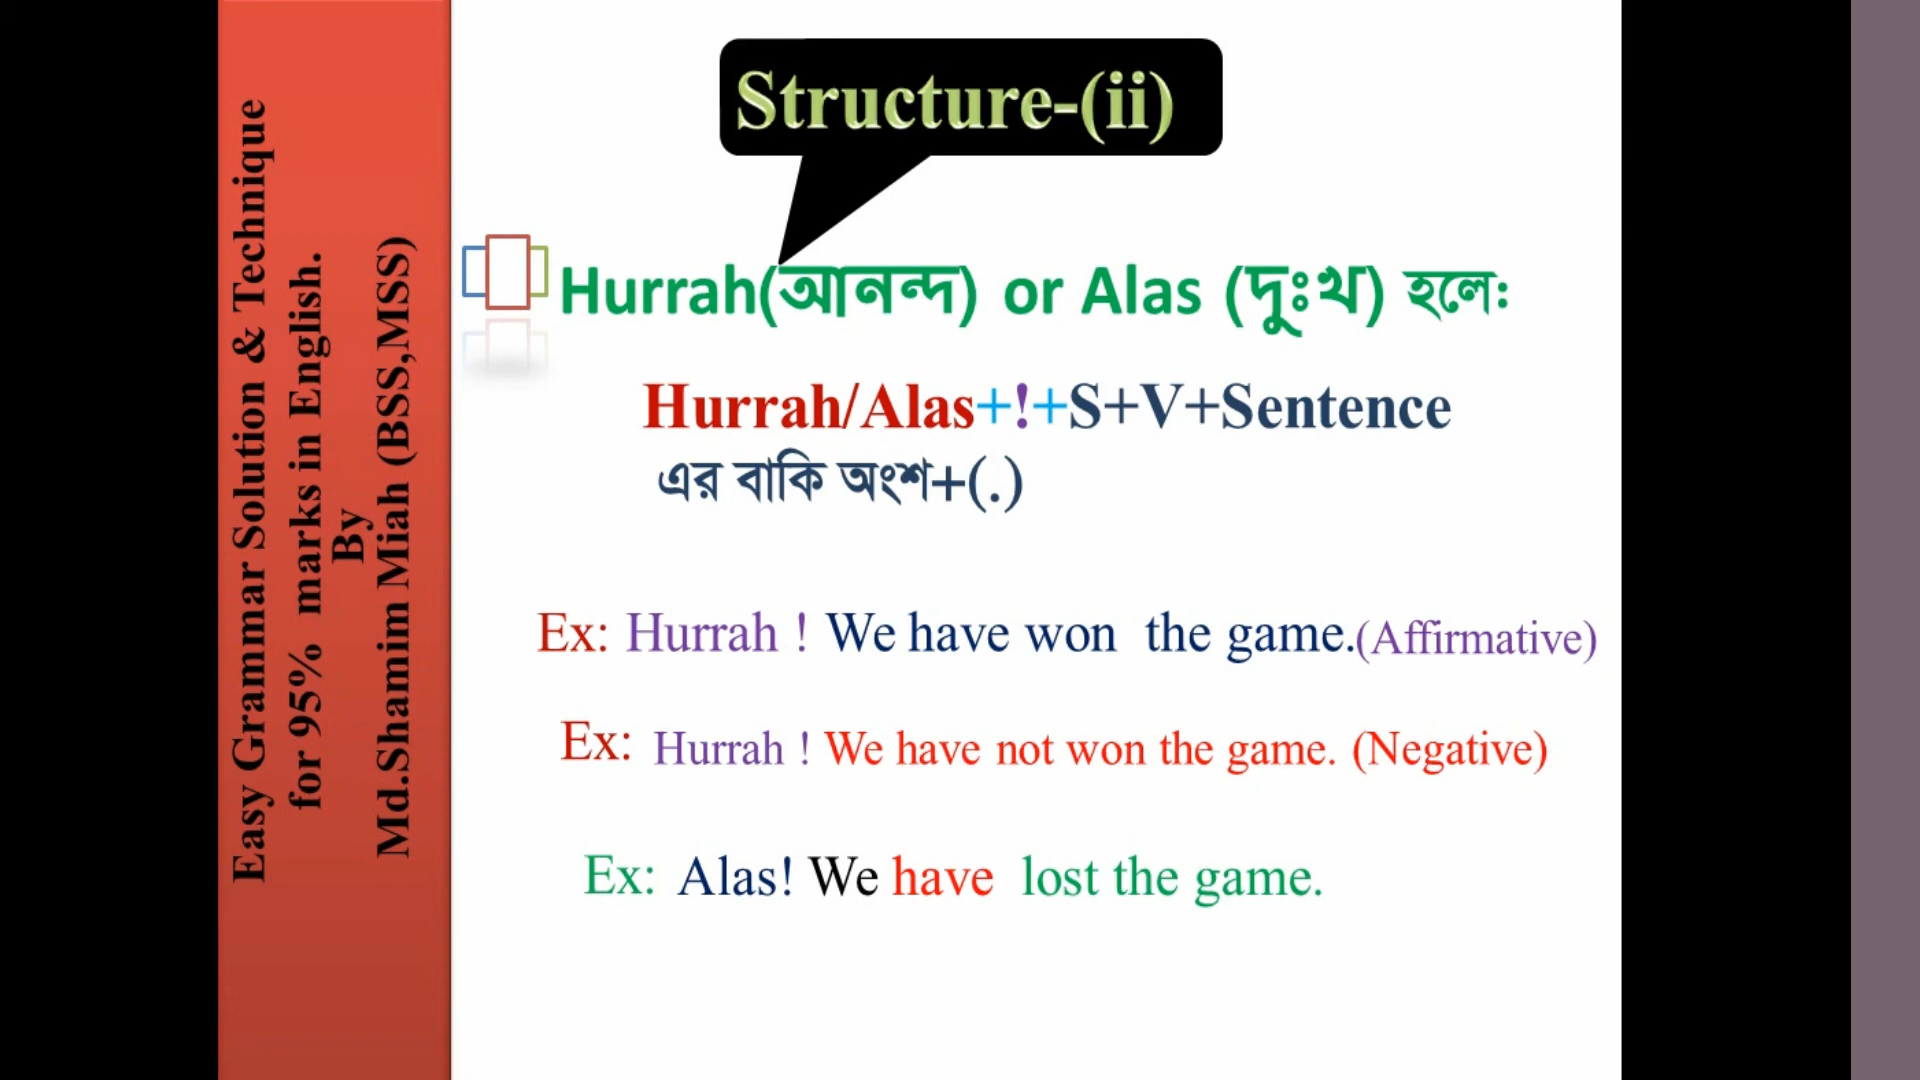 Easy Grammar Solution & Technique
for 95% marks in English.
By
Md.Shamim Miah (BSS,MSS)
Structure-(ii)
Hurrah(আনন্দ) or Alas (দুঃখ) হলেঃ
Hurrah/Alas+!+S+V+Sentence
এর বাকি অংশ+(.)
Ex: Hurrah ! We have won the game.(Affirmative)
Ex: Hurrah ! We have not won the game. (Negative)
Ex: Alas! We have lost the game.